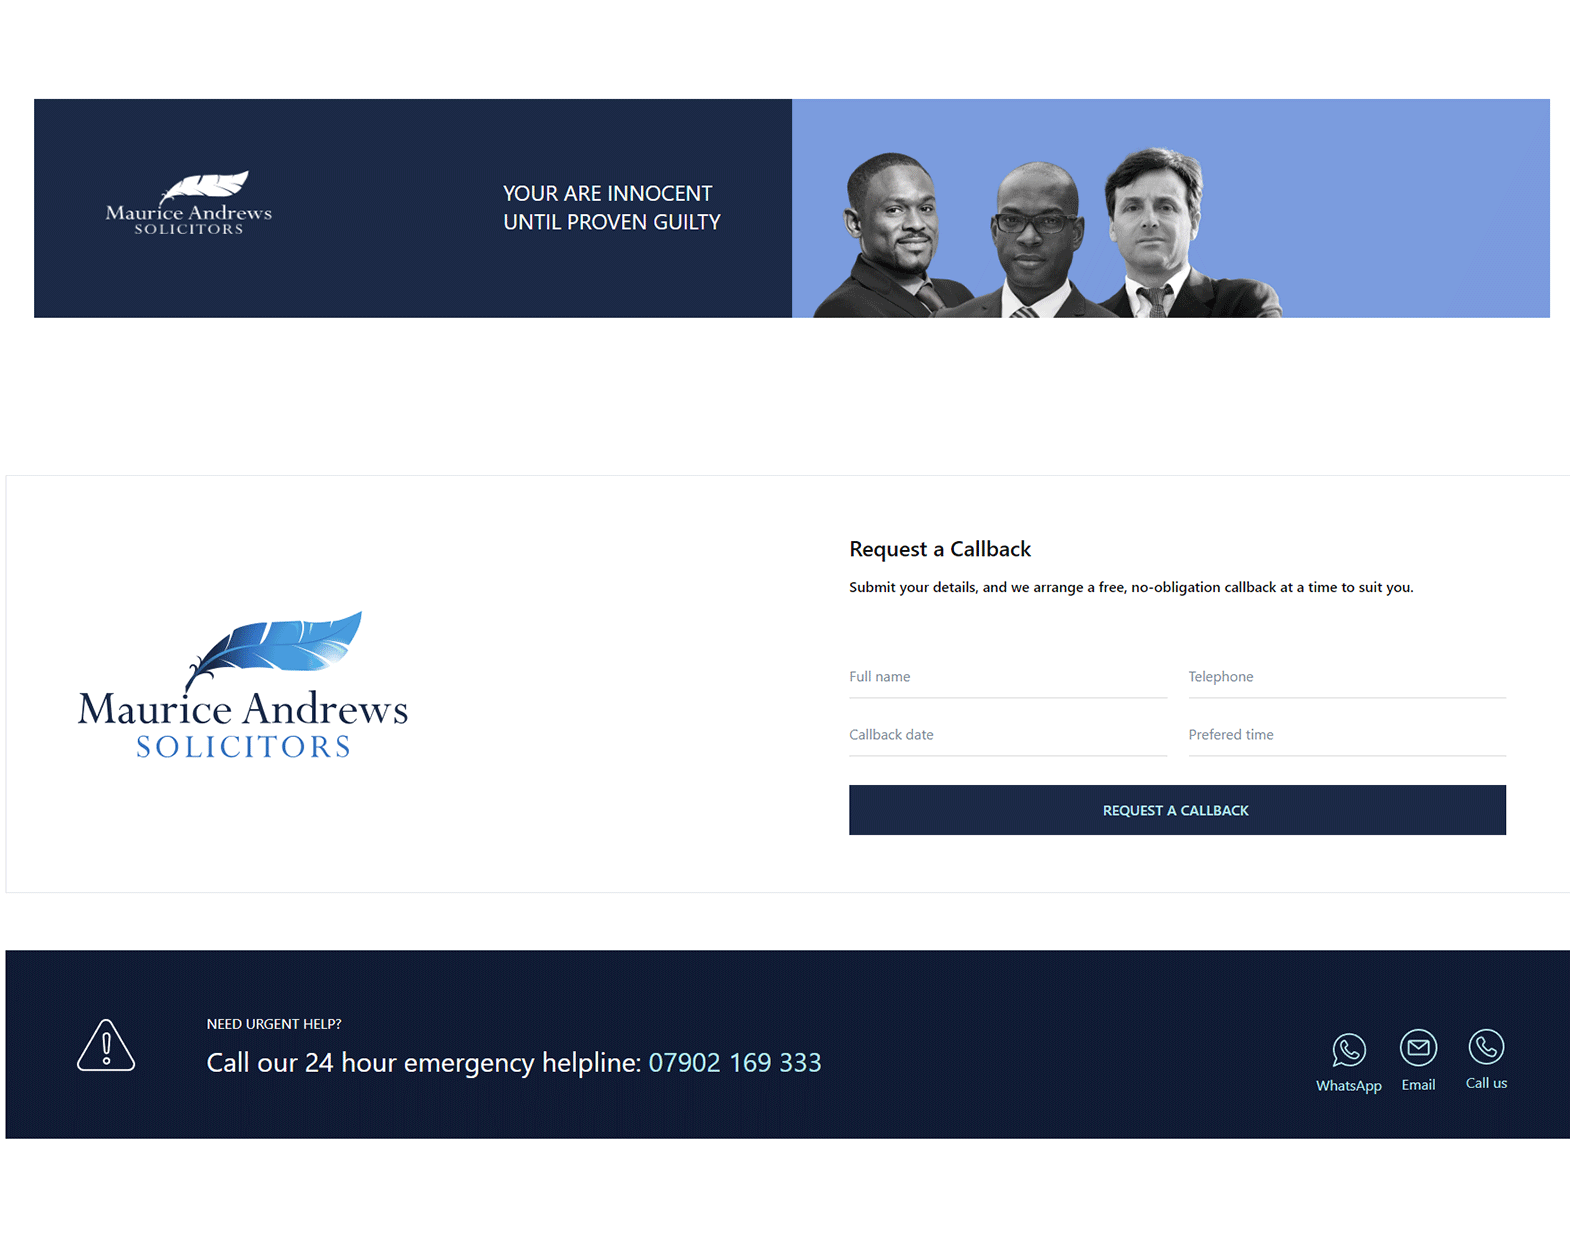 Maurice Andrews
SOLICITORS
YOUR ARE INNOCENT
UNTIL PROVEN GUILTY
Request a Callback
Submit your details, and we arrange a free, no-obligation callback at a time to suit you.
Maurice Andrews
SOLICITORS
Full name
Telephone
Callback date
Prefered time
REQUEST A CALLBACK
NEED URGENT HELP?
Call our 24 hour emergency helpline: 07902 169 333
WhatsApp
Email
Call us